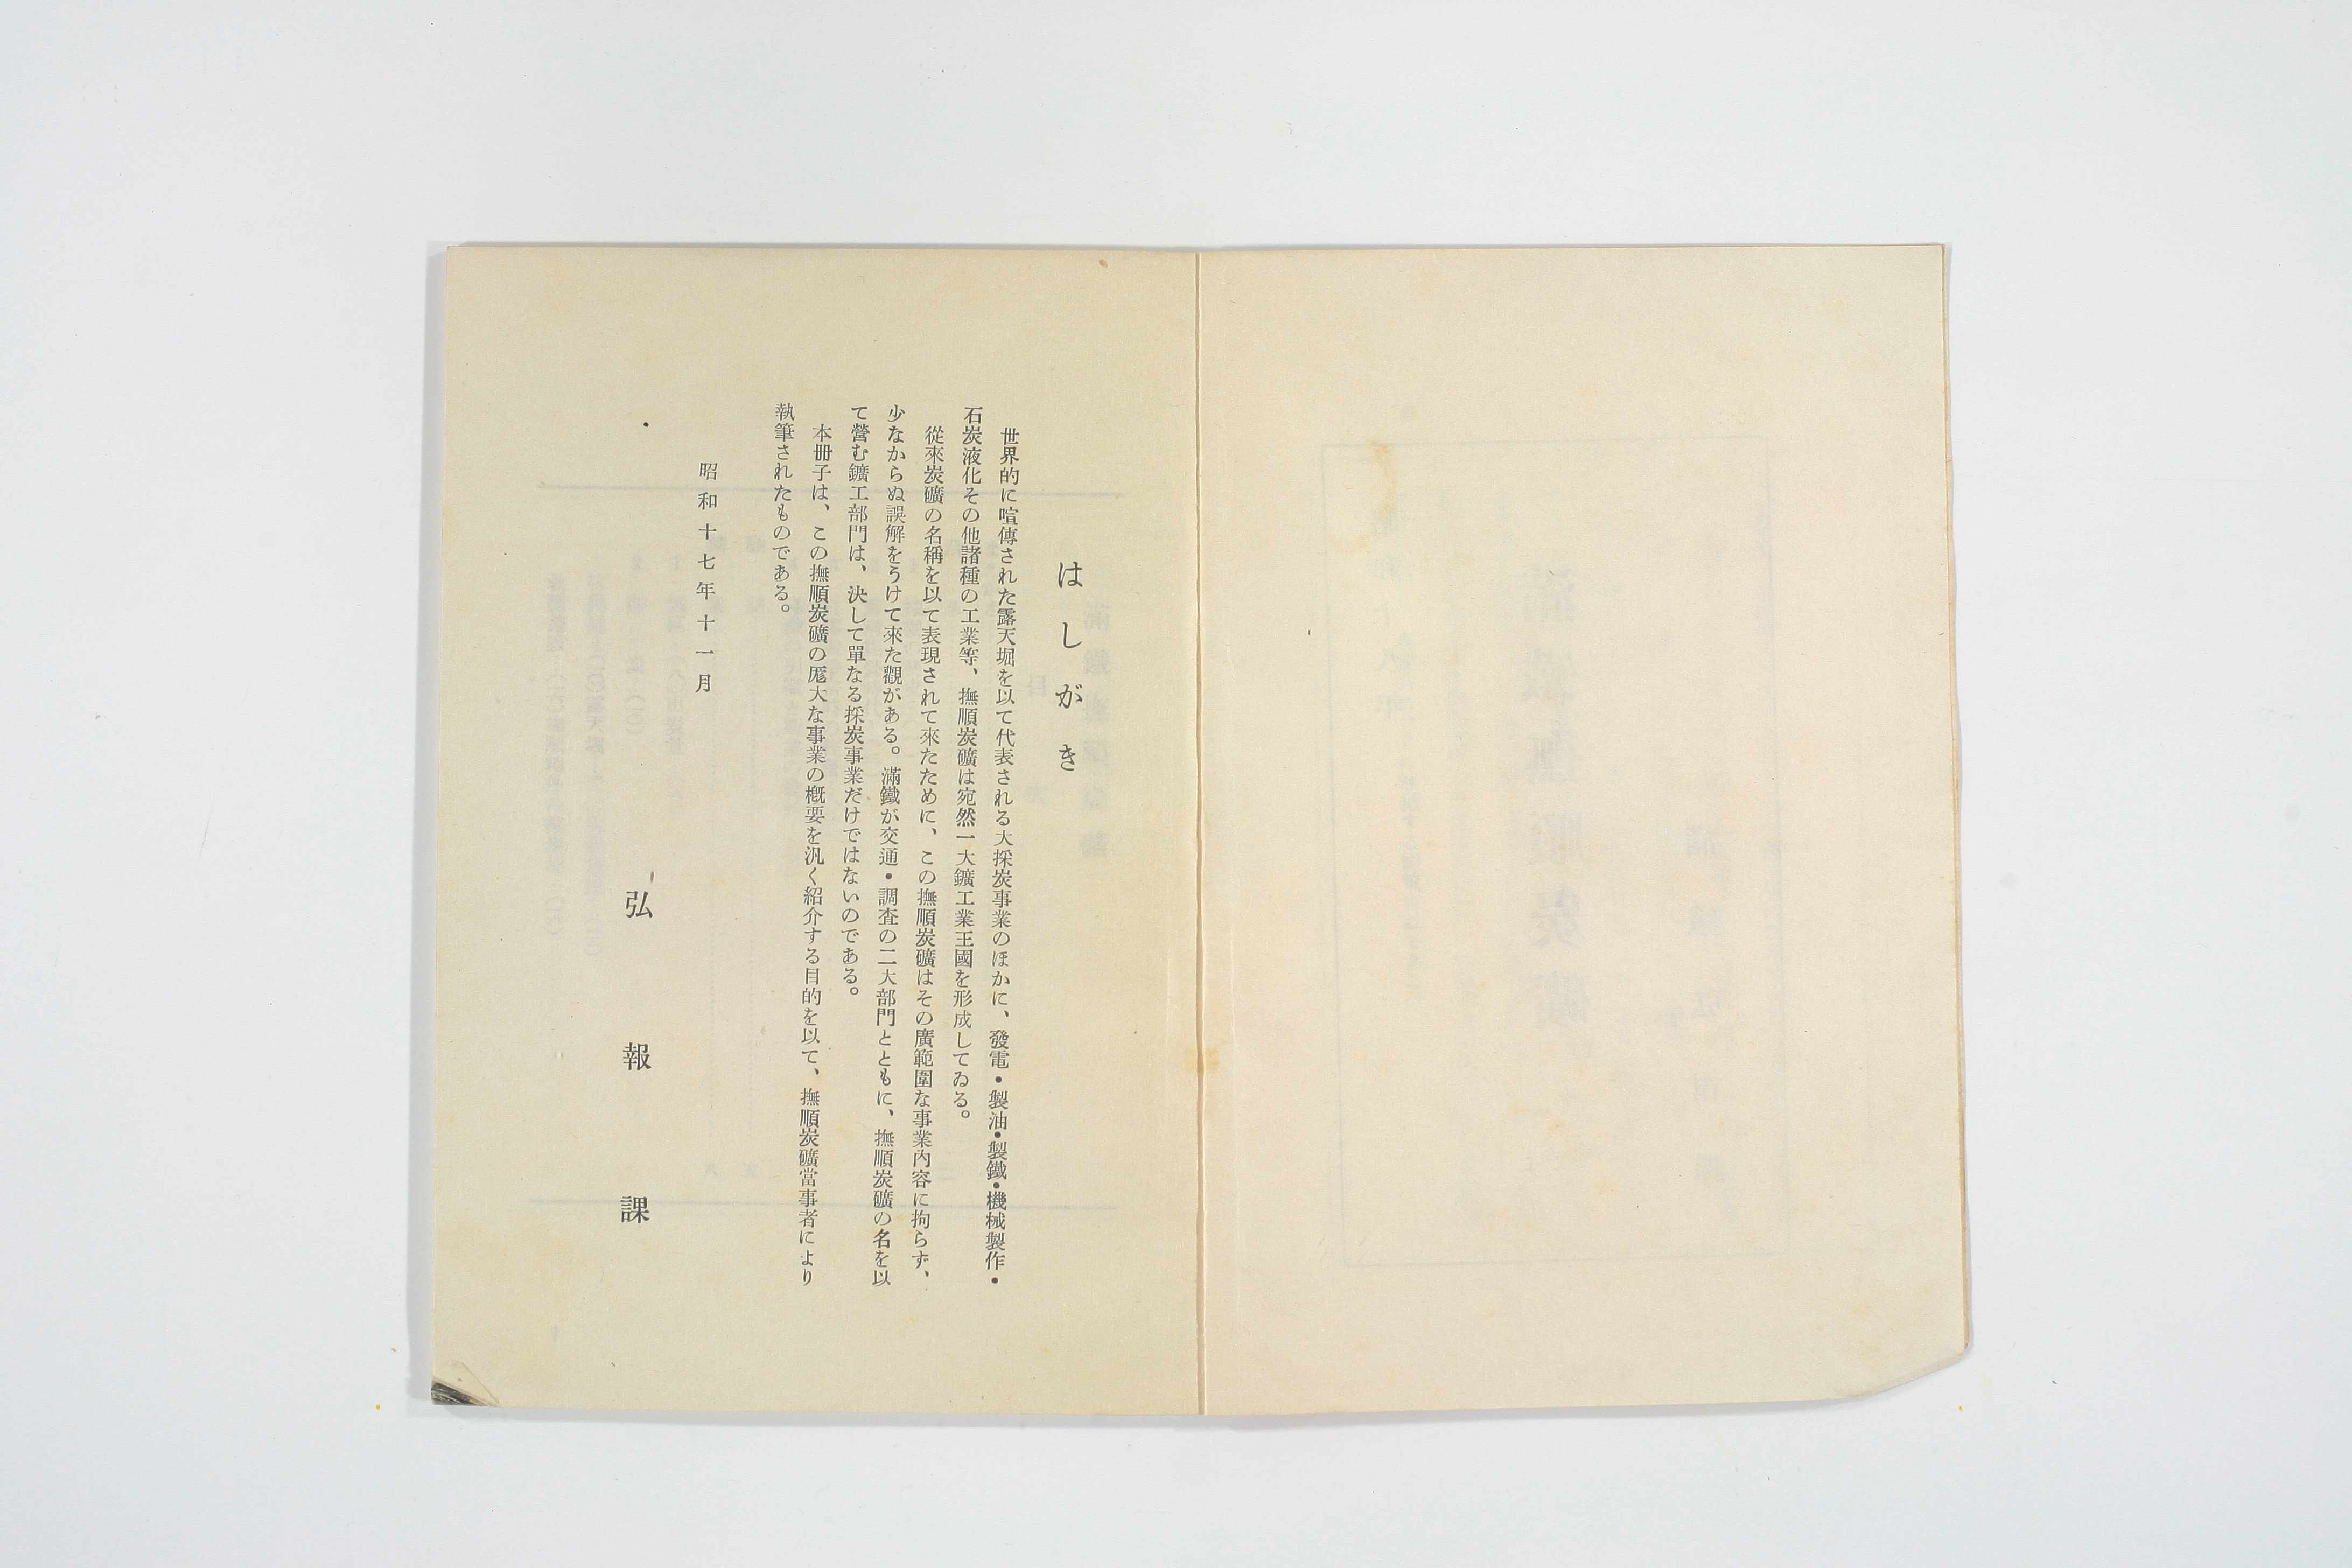 はしがき
世界的に喧傳された露天堀を以て代表される大採炭事業のほかに、發電・製油・製鐵・機械製作・
石炭液化その他諸種の工業等、撫順炭礦は宛然一大鑛工業王國を形成してゐる。
從來炭礦の名稱を以て表現されて來たために、この撫順炭礦はその廣範圍な事業內容に拘らず、
少なからぬ誤解をうけて來た觀がある。滿鐵が交通・調査の二大部門とともに、撫順炭礦の名を以
て營む鑛工部門は、決して單なる採炭事業だけではないのである。
本冊子は、この撫順炭礦の厖大な事業の槪要を汎く紹介する目的を以て、撫順炭礦當事者により
執筆されたものである。
昭和十七年十一月
弘報課